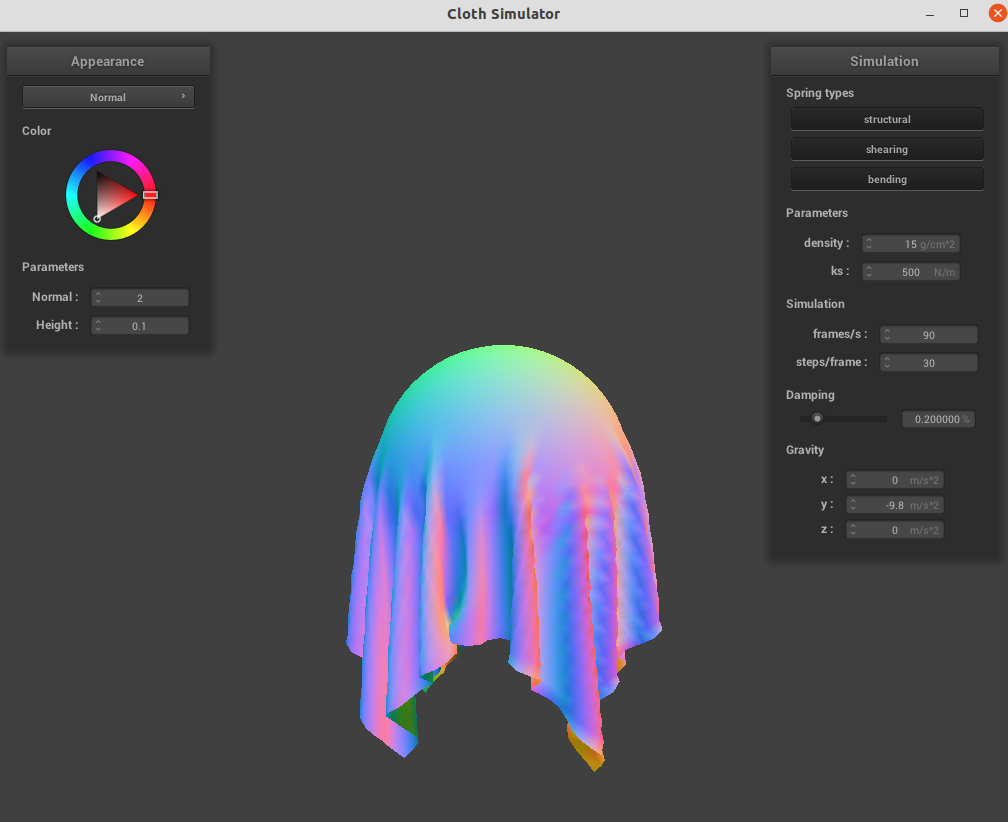 Cloth Simulator
Appearance
Normal
Color
Parameters
Normal : 2
Height : 0.1
Simulation
Spring types
structural
shearing
bending
Parameters
density : 15 g/cm^2
ks : 500 N/m
Simulation
frames/s : 90
steps/frame : 30
Damping
0.200000 %
Gravity
x : 0 m/s^2
y : -9.8 m/s^2
z : 0 m/s^2